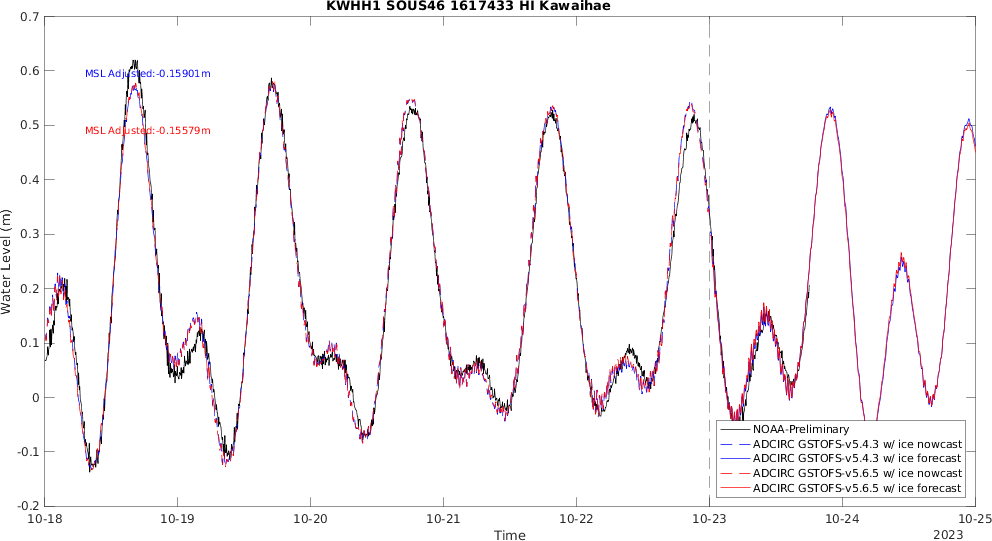 KWHH1 SOUS46 1617433 HI Kawaihae
0.7
0.6
0.5
0.4
0.3
0.2
0.1
0
-0.1
-0.2
Water Level (m)
MSL Adjusted:-0.15901m
MSL Adjusted:-0.15579m
NOAA-Preliminary
ADCIRC GSTOFS-v5.4.3 w/ ice nowcast
ADCIRC GSTOFS-v5.4.3 w/ ice forecast
ADCIRC GSTOFS-v5.6.5 w/ ice nowcast
ADCIRC GSTOFS-v5.6.5 w/ ice forecast
10-18 10-19 10-20 10-21 10-22 10-23 10-24 10-25
Time
2023